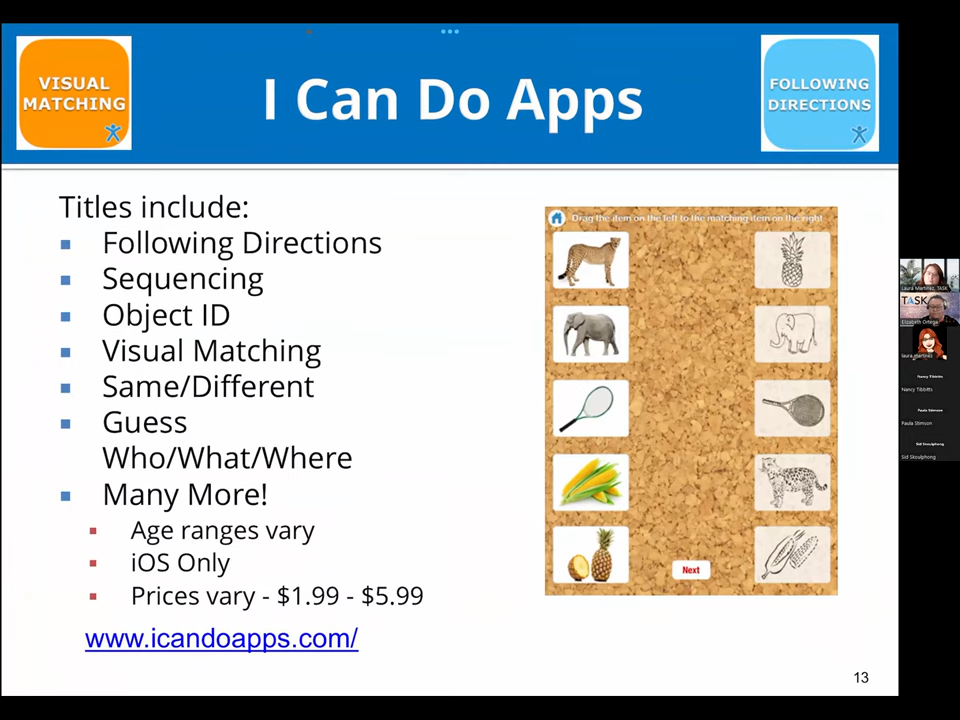 VISUAL
MATCHING
I Can Do Apps
FOLLOWING
DIRECTIONS
Titles include:
Following Directions
Sequencing
Object ID
Visual Matching
Same/Different
Guess
Who/What/Where
Many More!
Age ranges vary
iOS Only
Prices vary - $1.99 - $5.99
www.icandoapps.com/
Drag the item on the left to the matching item on the right
Next
13
Laura Martinez, TASK
TASK
Elizabeth Ortega
laura martinez
Nancy Tibbitts
Nancy Tibbitts
Paula Stimson
Paula Stimson
Sid Skoulphong
Sid Skoulphong